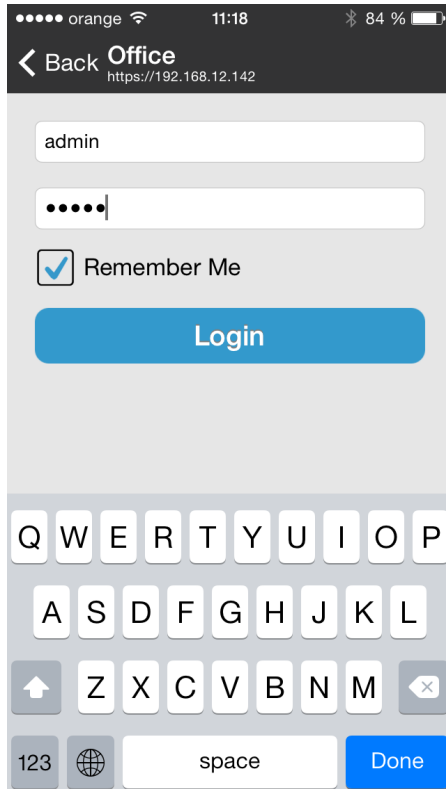 orange 11:18 84 %
Back Office
https://192.168.12.142
admin
•••••
Remember Me
Login
Q W E R T Y U I O P
A S D F G H J K L
Z X C V B N M
123 space Done